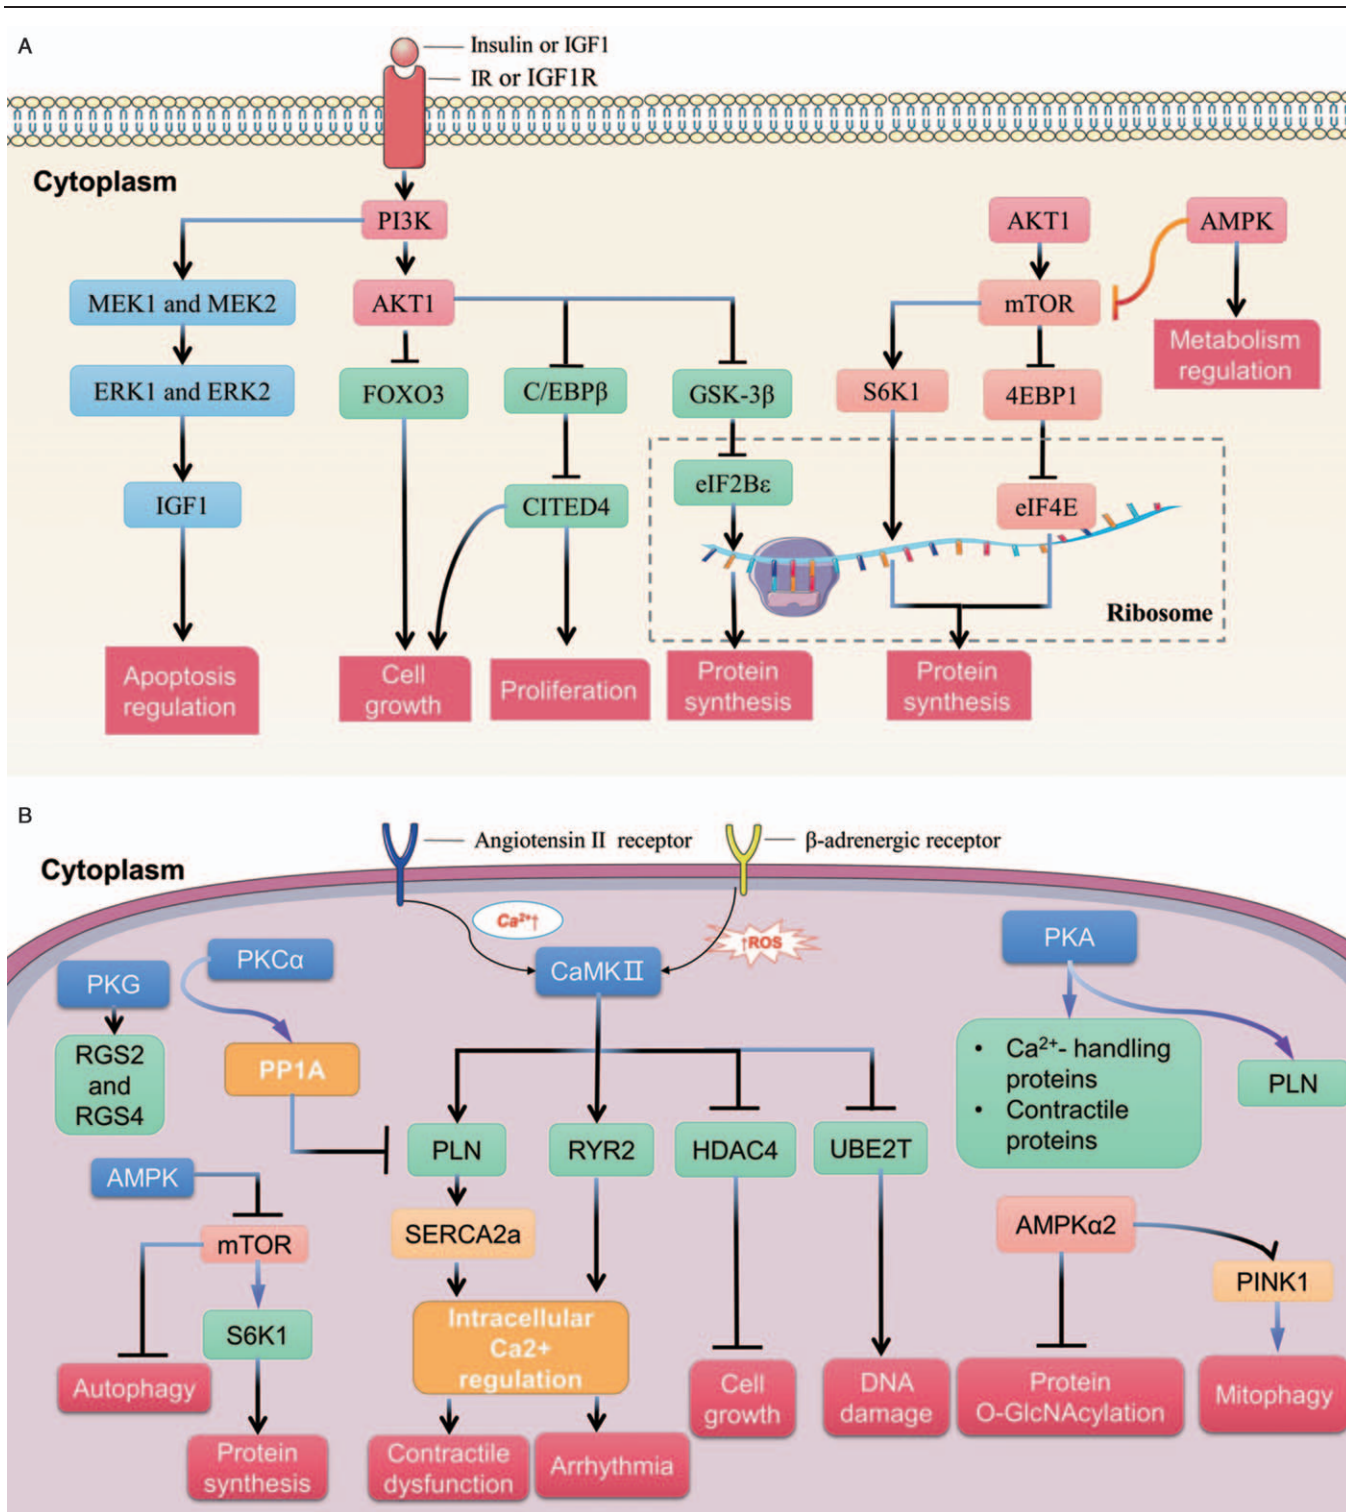 A
Insulin or IGF1
IR or IGF1R
Cytoplasm
PI3K
AKT1
AMPK
MEK1 and MEK2
AKT1
mTOR
Metabolism
regulation
ERK1 and ERK2
FOXO3
C/EBPβ
GSK-3β
S6K1
4EBP1
IGF1
CITED4
eIF2Bε
eIF4E
Ribosome
Apoptosis
regulation
Cell
growth
Proliferation
Protein
synthesis
Protein
synthesis
B
Angiotensin II receptor
β-adrenergic receptor
Cytoplasm
Ca²⁺↑
↑ROS
PKG
PKCα
CaMKⅡ
PKA
RGS2
and
RGS4
PP1A
• Ca²⁺- handling
proteins
• Contractile
proteins
PLN
PLN
RYR2
HDAC4
UBE2T
AMPK
mTOR
SERCA2a
AMPKα2
PINK1
S6K1
Intracellular
Ca2+
regulation
Autophagy
Cell
growth
DNA
damage
Protein
O-GlcNAcylation
Mitophagy
Protein
synthesis
Contractile
dysfunction
Arrhythmia